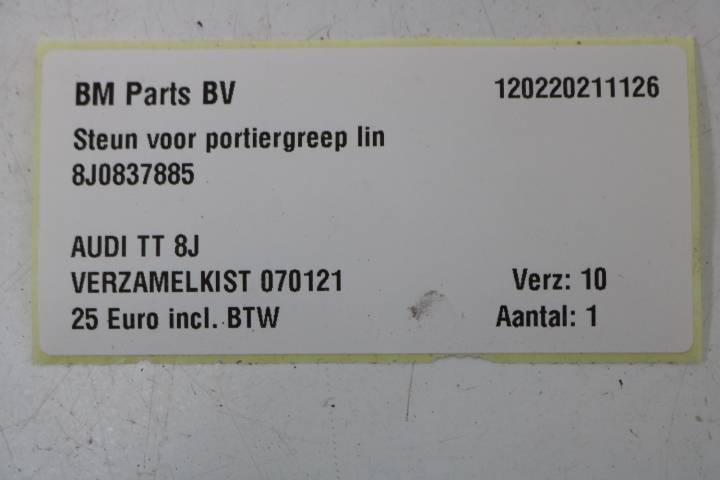 BM Parts BV 120220211126
Steun voor portiergreep lin
8J0837885
AUDI TT 8J
VERZAMELKIST 070121 Verz: 10
25 Euro incl. BTW Aantal: 1